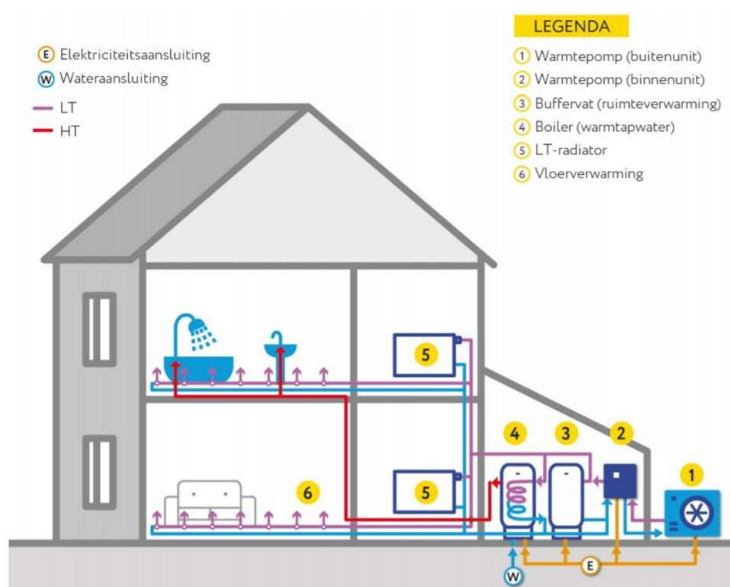 LEGENDA
E Elektriciteitsaansluiting
W Wateraansluiting
LT
HT
1 Warmtepomp (buitenunit)
2 Warmtepomp (binnenunit)
3 Buffervat (ruimteverwarming)
4 Boiler (warmtapwater)
5 LT-radiator
6 Vloerverwarming
5
4
3
2
1
6
5
E
W